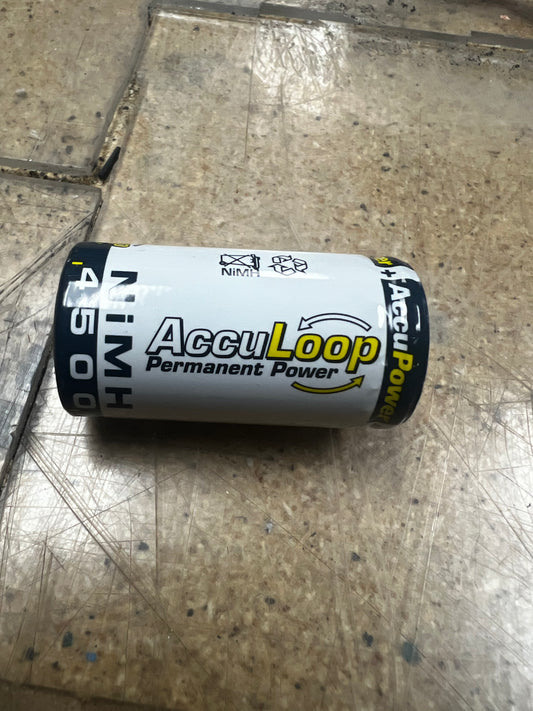 NiMH
AccuLoop
Permanent Power
NiMH
4500
+AccuPower